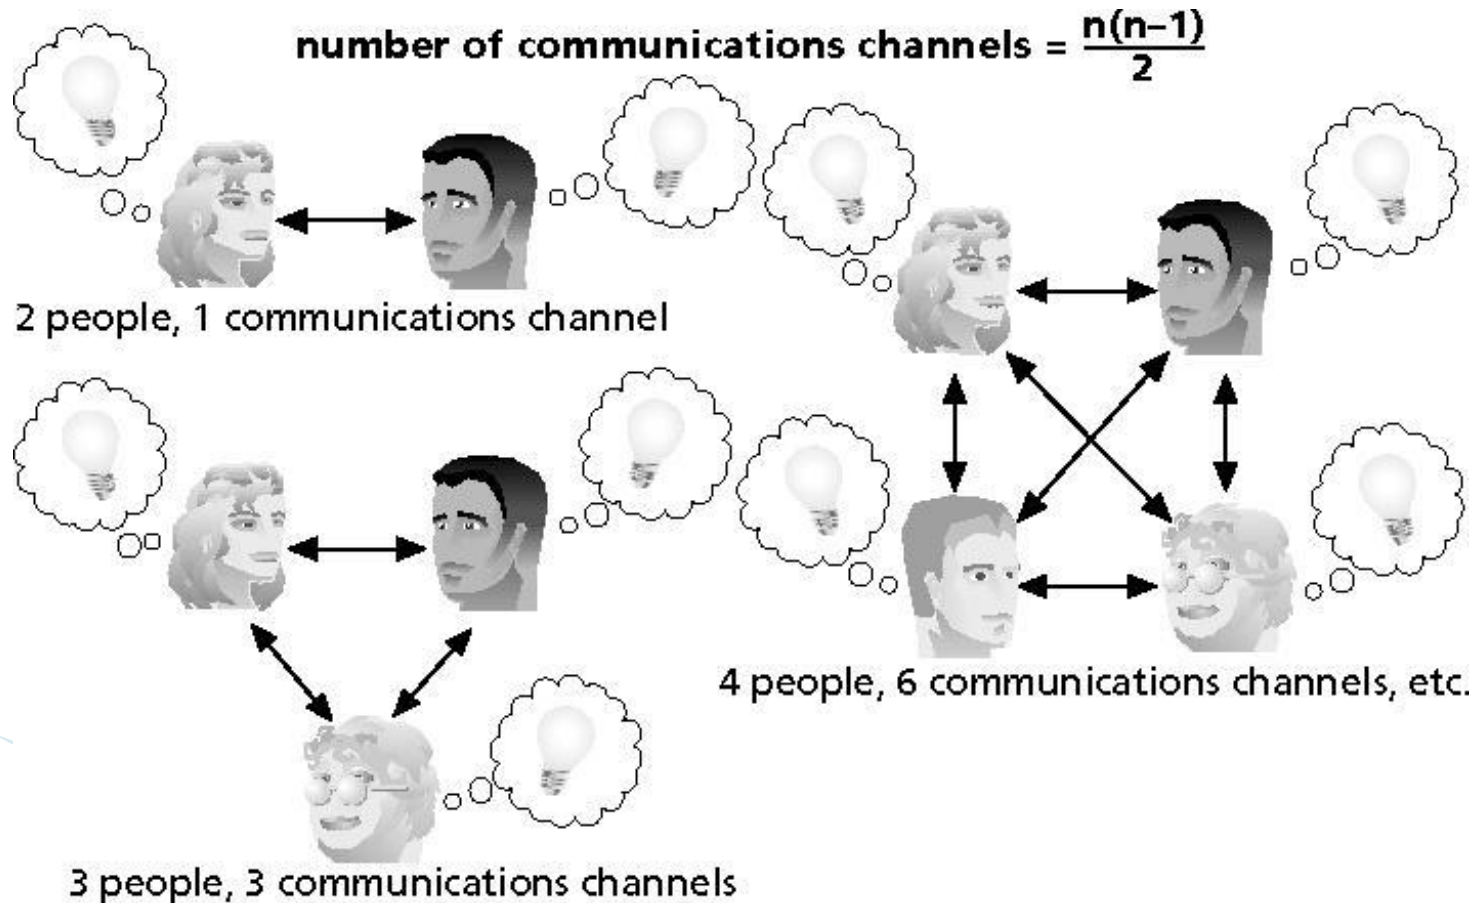 number of communications channels = n(n–1)/2
2 people, 1 communications channel
4 people, 6 communications channels, etc.
3 people, 3 communications channels